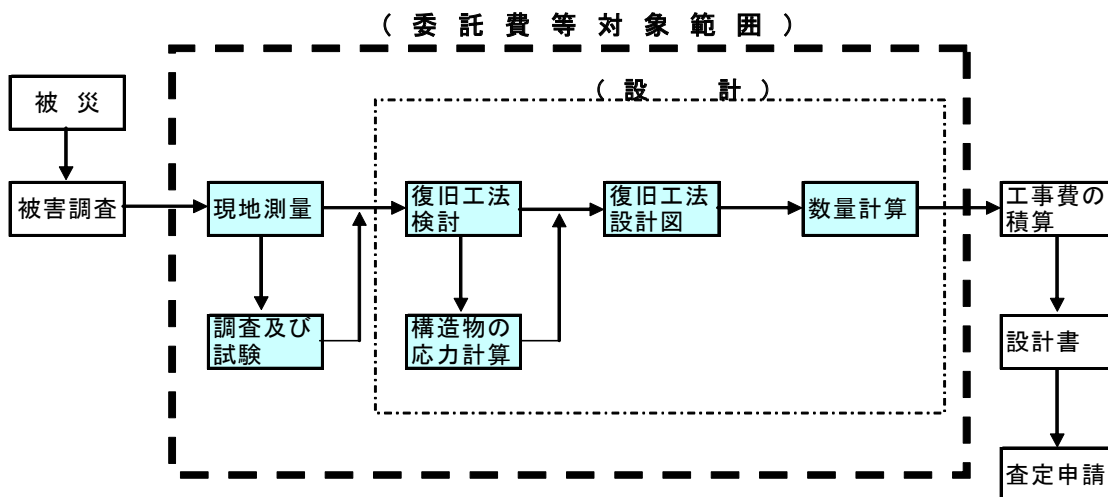 (委託費等対象範囲)
(設 計)
被 災
被害調査
現地測量
調査及び
試験
復旧工法
検討
構造物の
応力計算
復旧工法
設計図
数量計算
工事費の
積算
設計書
査定申請